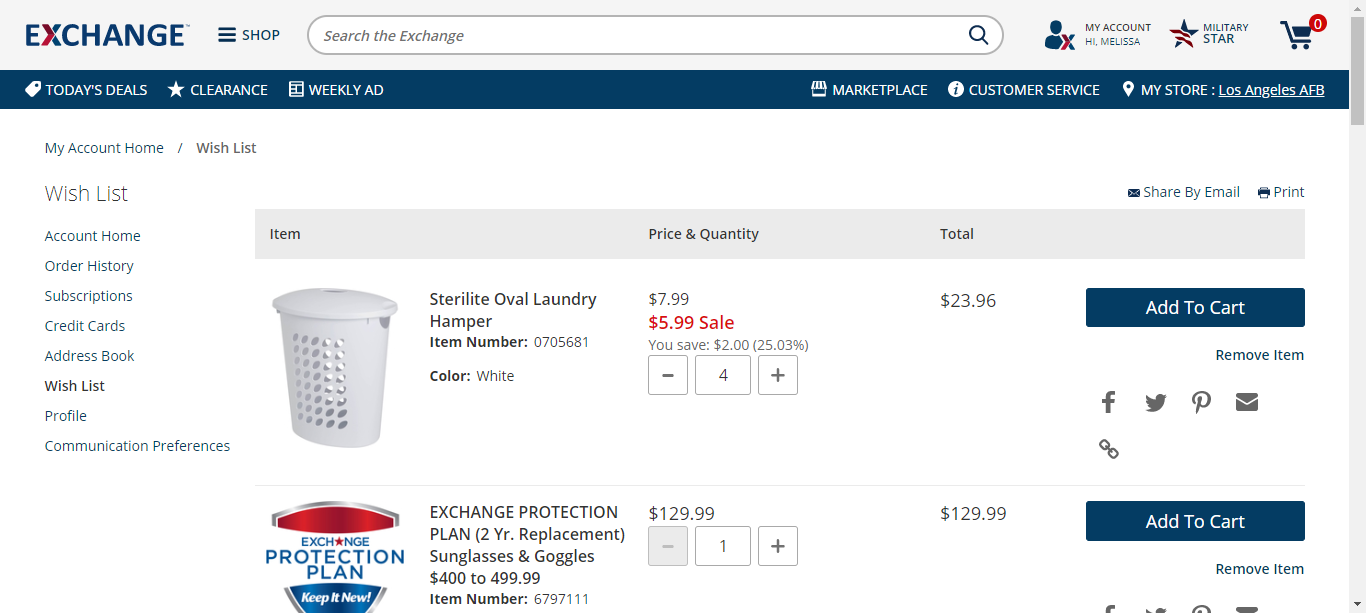 EXCHANGE
SHOP
Search the Exchange
MY ACCOUNT
HI, MELISSA
MILITARY
STAR
0
TODAY'S DEALS
CLEARANCE
WEEKLY AD
MARKETPLACE
CUSTOMER SERVICE
MY STORE : Los Angeles AFB
My Account Home / Wish List
Wish List
Share By Email
Print
Account Home
Order History
Subscriptions
Credit Cards
Address Book
Wish List
Profile
Communication Preferences
Item
Price & Quantity
Total
Sterilite Oval Laundry
Hamper
Item Number: 0705681
Color: White
$7.99
$5.99 Sale
You save: $2.00 (25.03%)
− 4 +
$23.96
Add To Cart
Remove Item
EXCHANGE
PROTECTION
PLAN
Keep It New!
EXCHANGE PROTECTION
PLAN (2 Yr. Replacement)
Sunglasses & Goggles
$400 to 499.99
Item Number: 6797111
$129.99
− 1 +
$129.99
Add To Cart
Remove Item